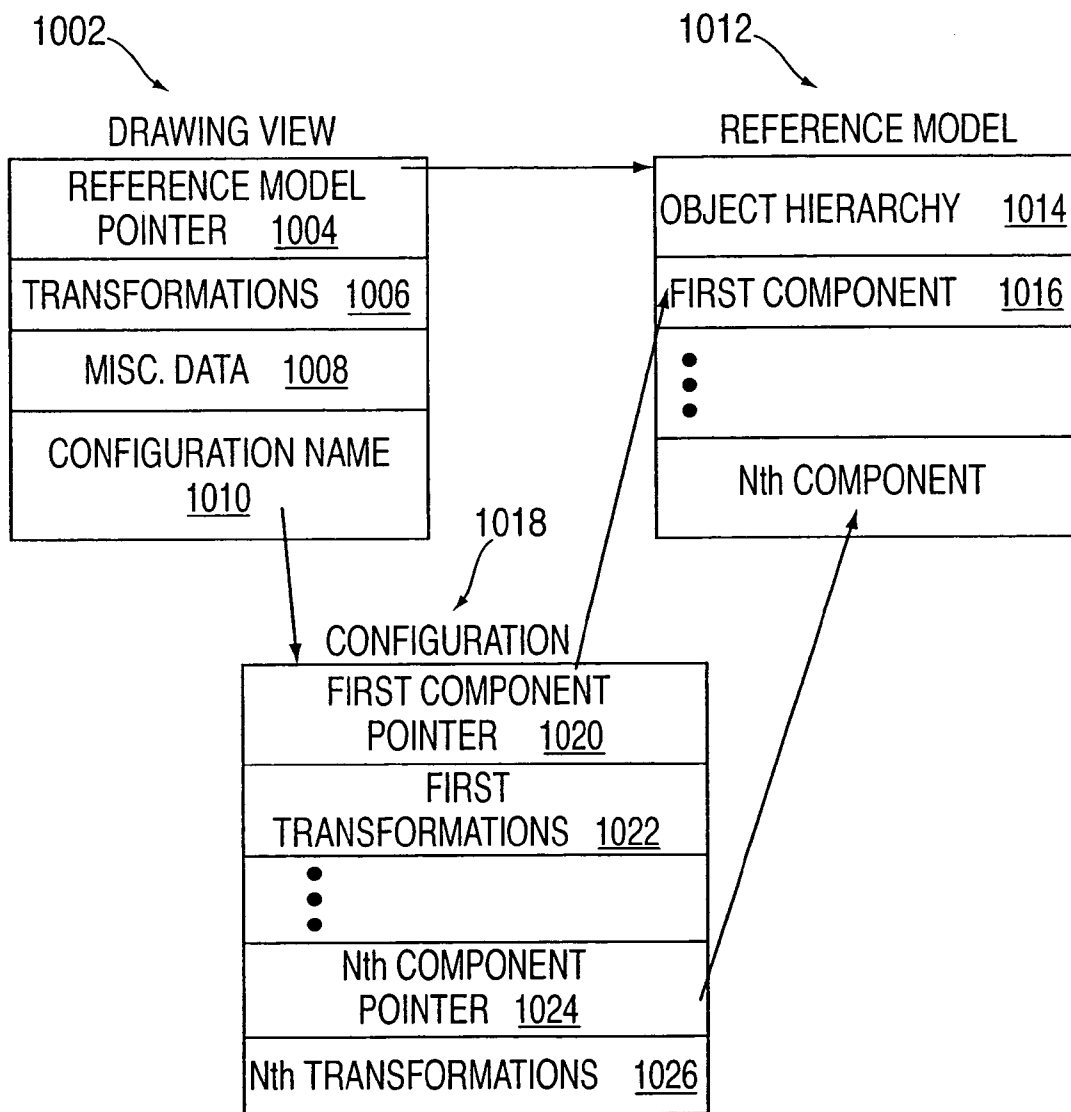 1002
DRAWING VIEW
REFERENCE MODEL
POINTER 1004
TRANSFORMATIONS 1006
MISC. DATA 1008
CONFIGURATION NAME
1010
1012
REFERENCE MODEL
OBJECT HIERARCHY 1014
FIRST COMPONENT 1016
Nth COMPONENT
1018
CONFIGURATION
FIRST COMPONENT
POINTER 1020
FIRST
TRANSFORMATIONS 1022
Nth COMPONENT
POINTER 1024
Nth TRANSFORMATIONS 1026